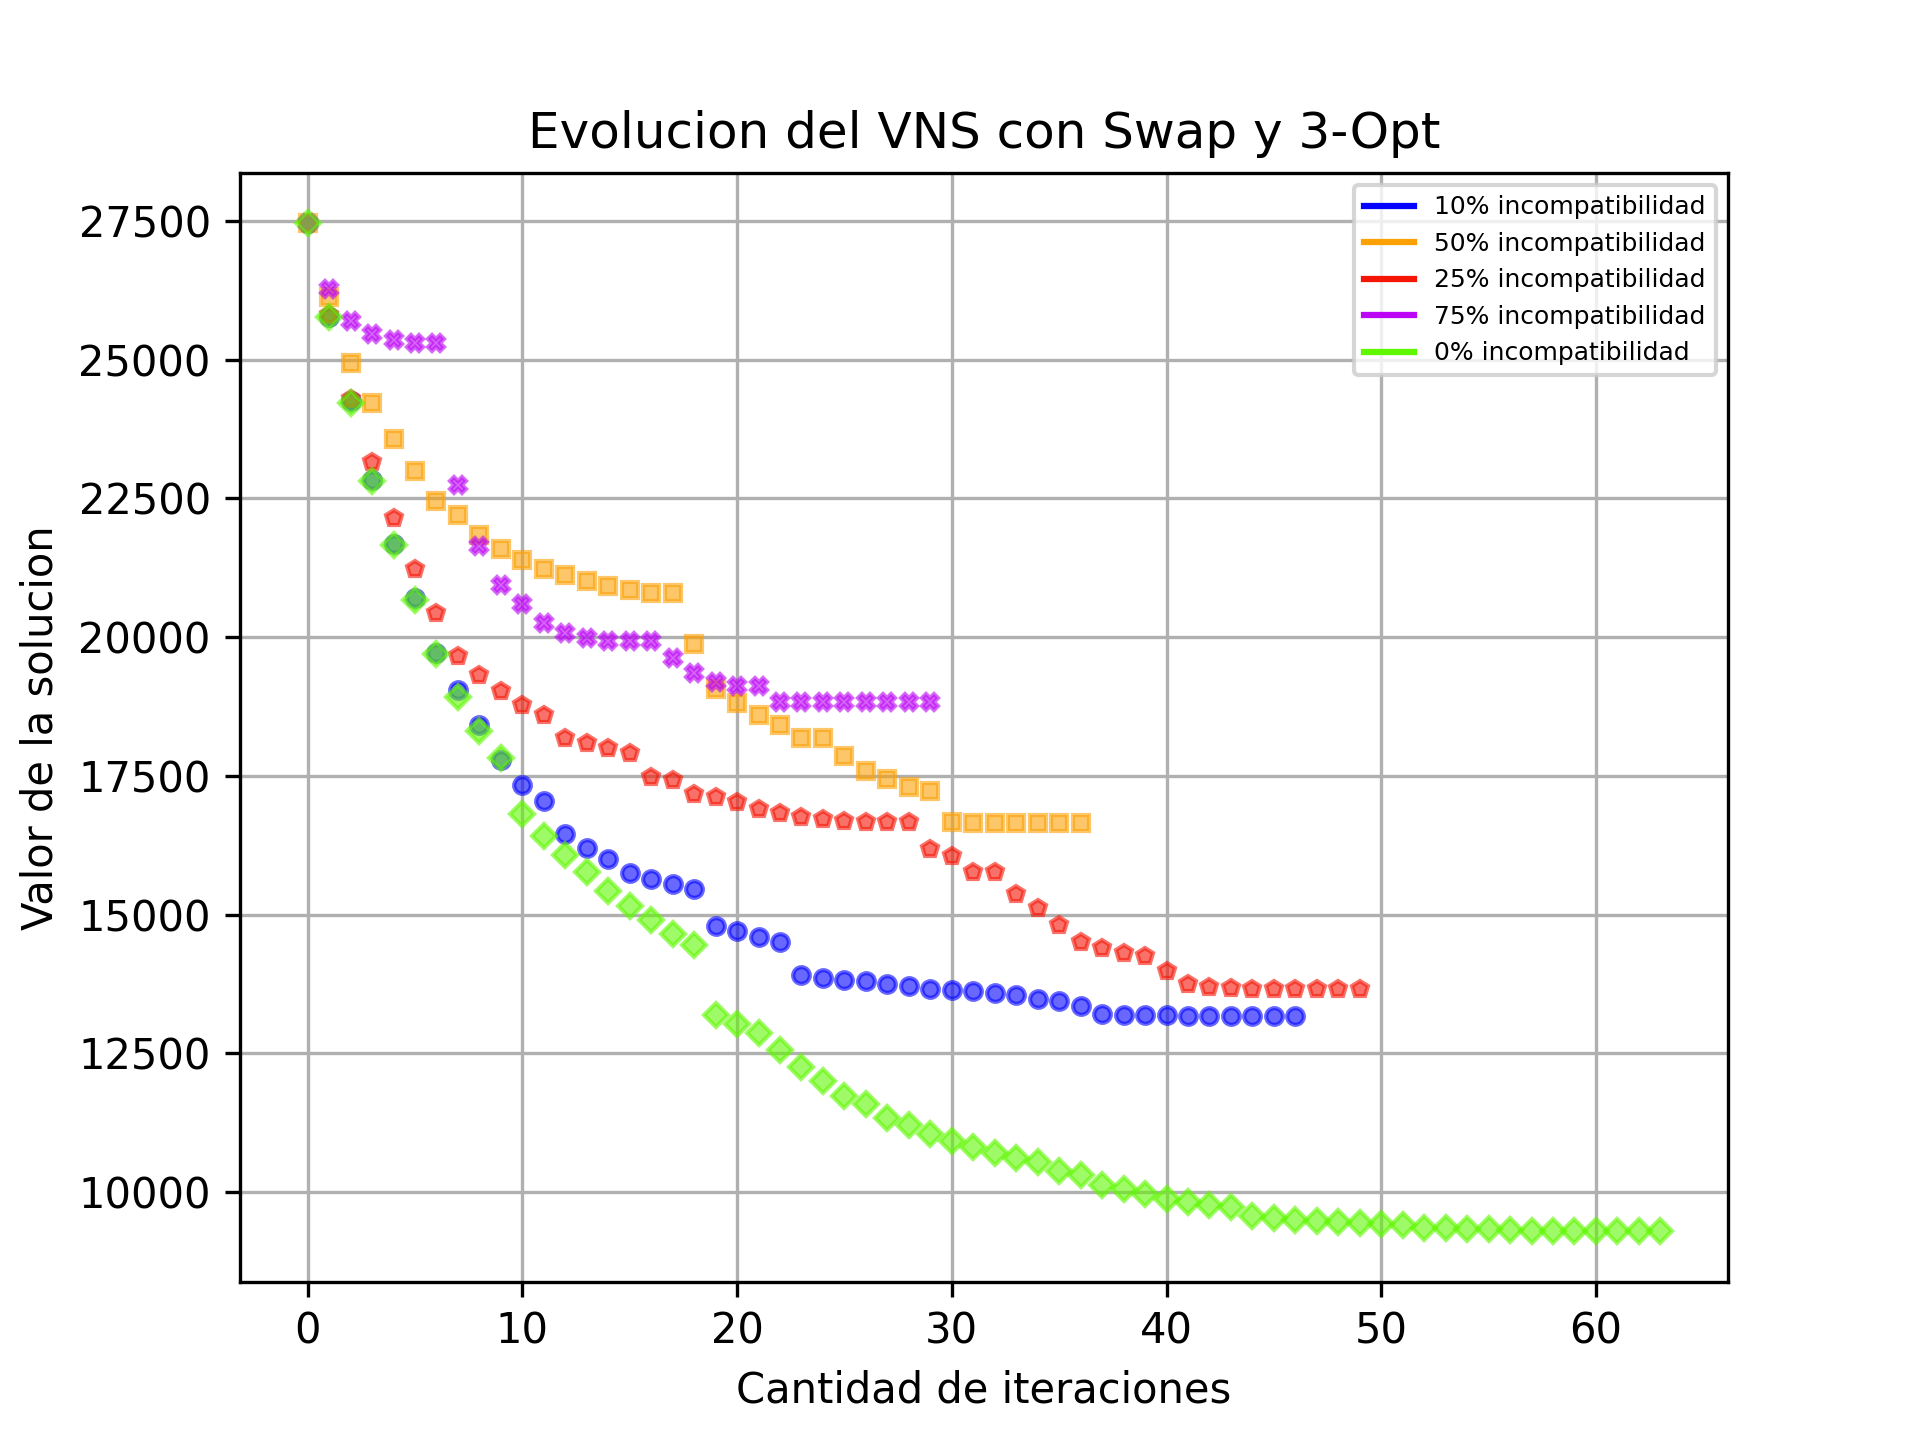 Evolucion del VNS con Swap y 3-Opt
27500
25000
22500
20000
17500
15000
12500
10000
Valor de la solucion
10% incompatibilidad
50% incompatibilidad
25% incompatibilidad
75% incompatibilidad
0% incompatibilidad
0 10 20 30 40 50 60
Cantidad de iteraciones